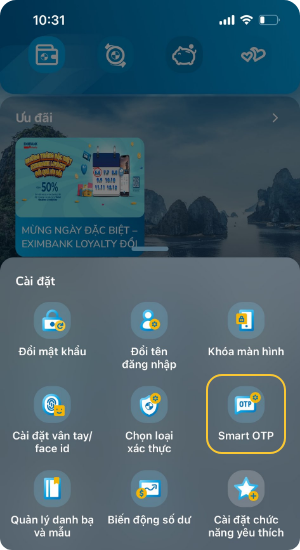 10:31
Ưu đãi
MỪNG NGÀY ĐẶC BIỆT –
EXIMBANK LOYALTY ĐỔI
50%
Cài đặt
Đổi mật khẩu
Đổi tên
đăng nhập
Khóa màn hình
Cài đặt vân tay/
face id
Chọn loại
xác thực
OTP
Smart OTP
Quản lý danh bạ
và mẫu
Biến động số dư
Cài đặt chức
năng yêu thích